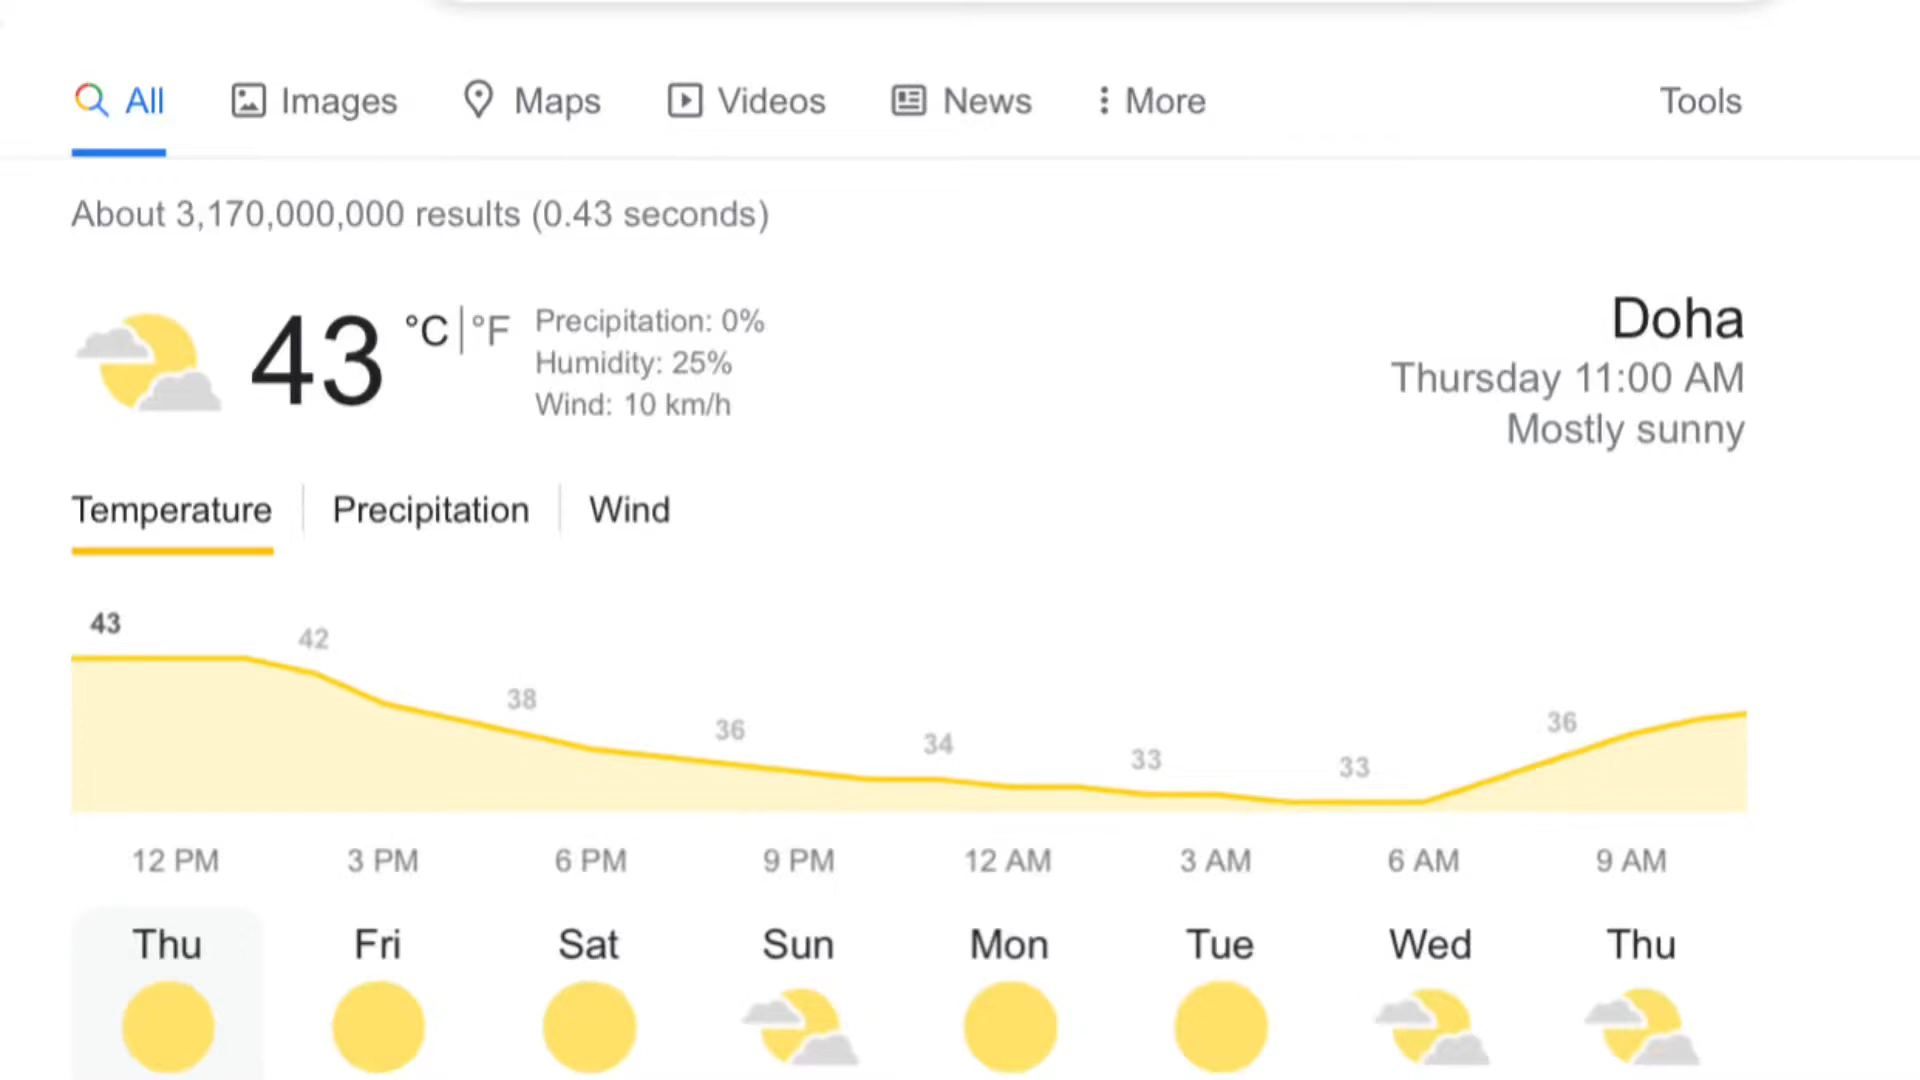 All Images Maps Videos News More Tools
About 3,170,000,000 results (0.43 seconds)
43 °C | °F
Precipitation: 0%
Humidity: 25%
Wind: 10 km/h
Doha
Thursday 11:00 AM
Mostly sunny
Temperature Precipitation Wind
43 42 38 36 34 33 33 36
12 PM 3 PM 6 PM 9 PM 12 AM 3 AM 6 AM 9 AM
Thu Fri Sat Sun Mon Tue Wed Thu